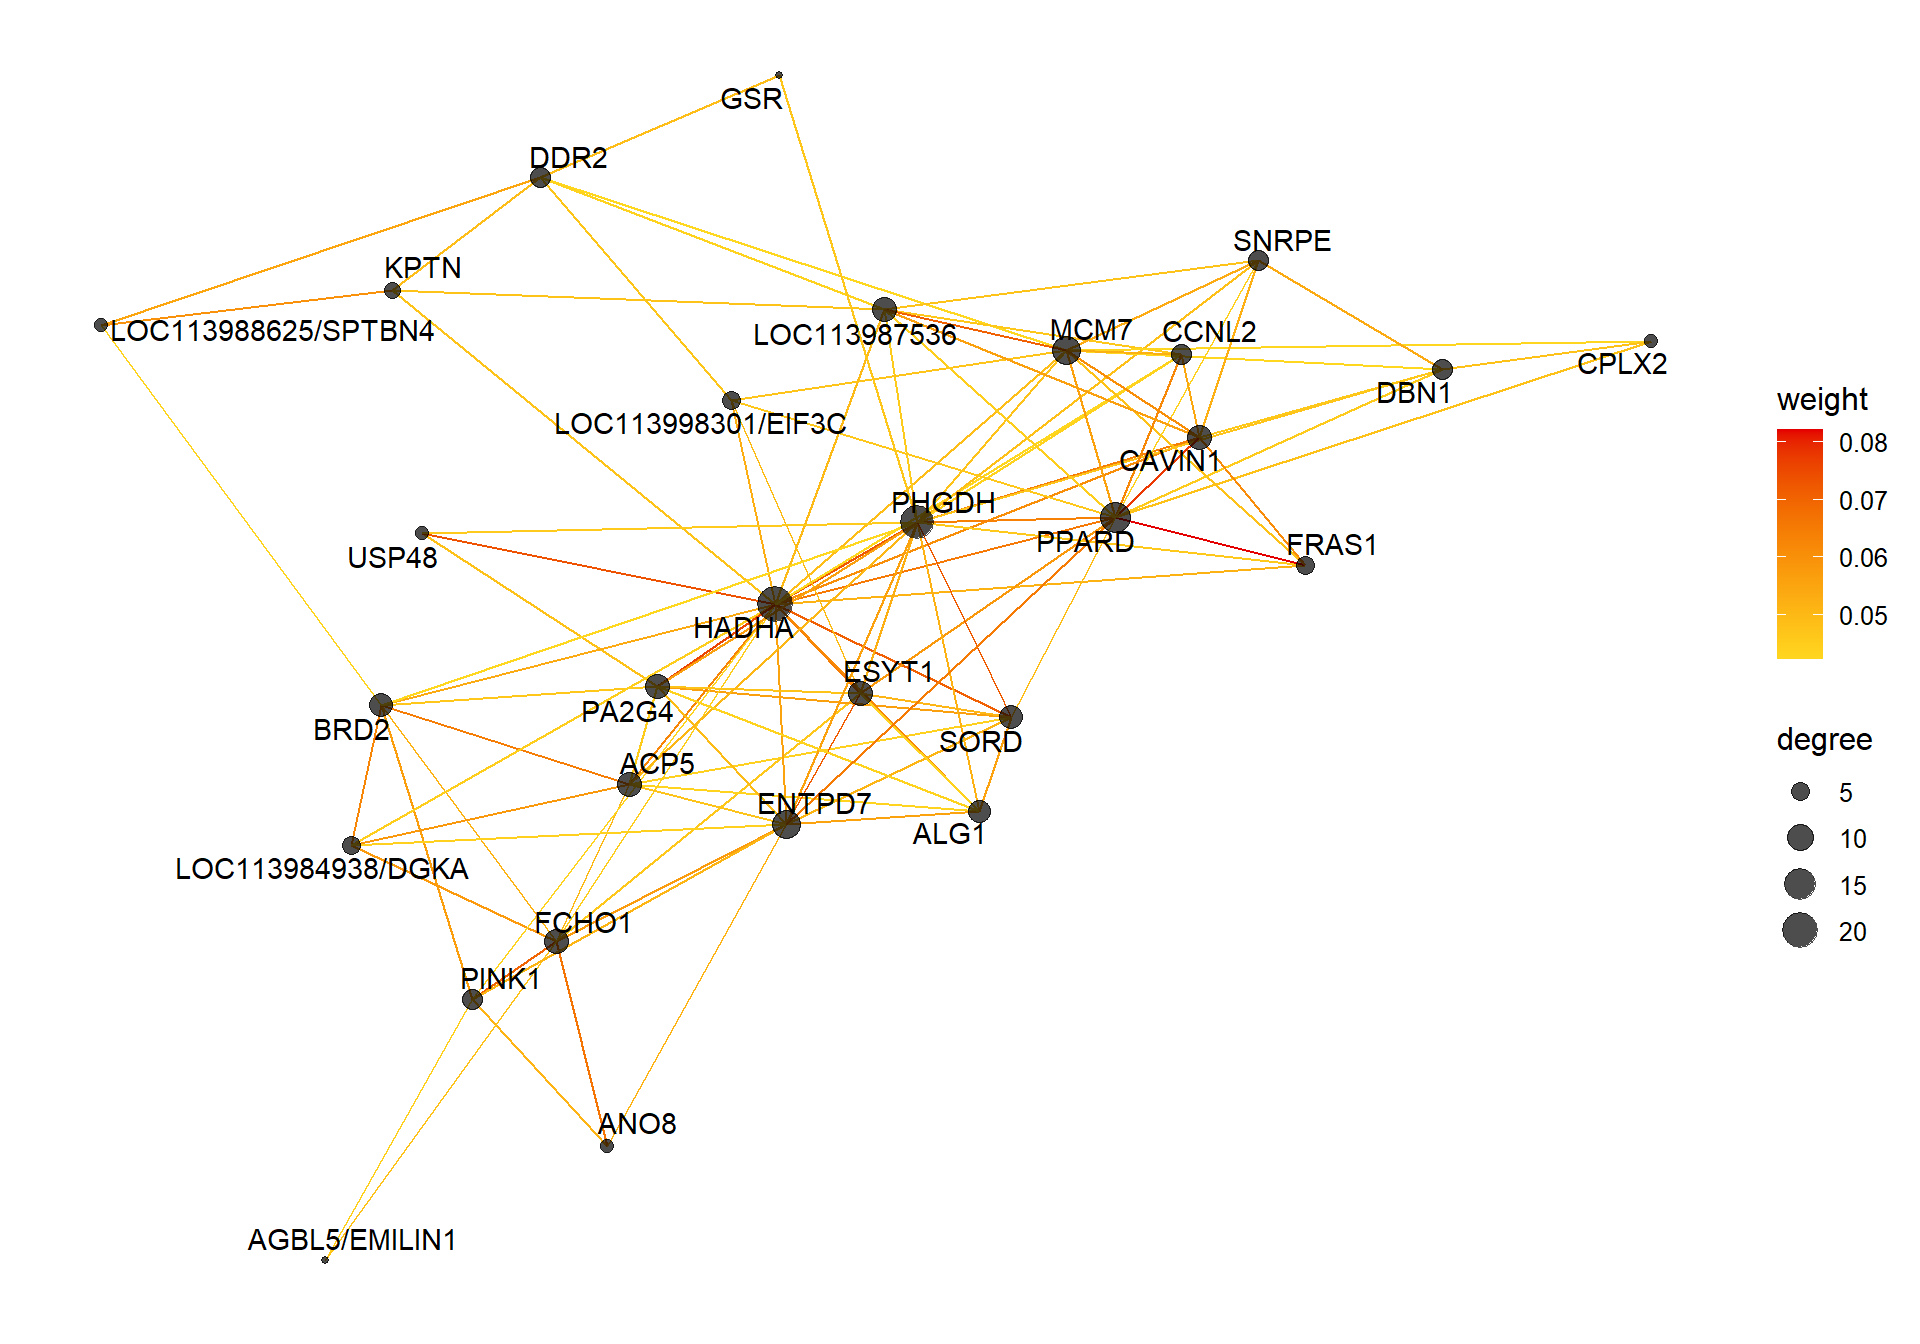 GSR
DDR2
SNRPE
KPTN
LOC113988625/SPTBN4
LOC113987536
MCM7
CCNL2
CPLX2
DBN1
LOC113998301/EIF3C
CAVIN1
PHGDH
PPARD
FRAS1
USP48
HADHA
ESYT1
PA2G4
BRD2
SORD
ACP5
ENTPD7
ALG1
LOC113984938/DGKA
FCHO1
PINK1
ANO8
AGBL5/EMILIN1
weight
0.08
0.07
0.06
0.05
degree
5
10
15
20